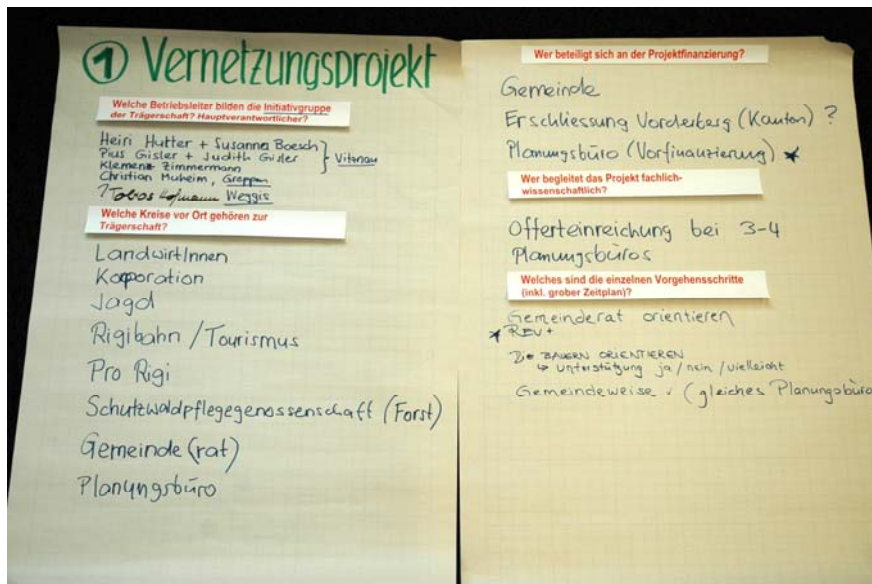 ① Vernetzungsprojekt
Welche Betriebsleiter bilden die Initiativgruppe
der Trägerschaft? Hauptverantwortlicher?
Heiri Hutter + Susanna Boesch
Pius Gisler + Judith Gisler } Vitznau
Klemenz Zimmermann
Christian Muheim, Greppen
? Hofmann Weggis
Welche Kreise vor Ort gehören zur
Trägerschaft?
LandwirtInnen
Korporation
Jagd
Rigibahn / Tourismus
Pro Rigi
Schutzwaldpflegegenossenschaft (Forst)
Gemeinde (rat)
Planungsbüro
Wer beteiligt sich an der Projektfinanzierung?
Gemeinde
Erschliessung Vorderberg (Kanton) ?
Planungsbüro (Vorfinanzierung) *
Wer begleitet das Projekt fachlich-
wissenschaftlich?
Offerteinreichung bei 3-4
Planungsbüros
Welches sind die einzelnen Vorgehensschritte
(inkl. grober Zeitplan)?
Gemeinderat orientieren
* REV +
BAUERN ORIENTIEREN
↳ Unterstützung ja / nein / vielleicht
Gemeindeweise (gleiches Planungsbüro